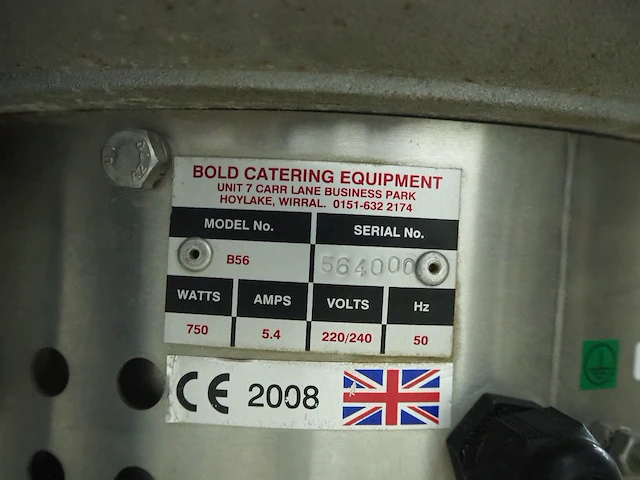 BOLD CATERING EQUIPMENT
UNIT 7 CARR LANE BUSINESS PARK
HOYLAKE, WIRRAL. 0151-632 2174
MODEL No. SERIAL No.
B56 564000
WATTS AMPS VOLTS Hz
750 5.4 220/240 50
CE 2008